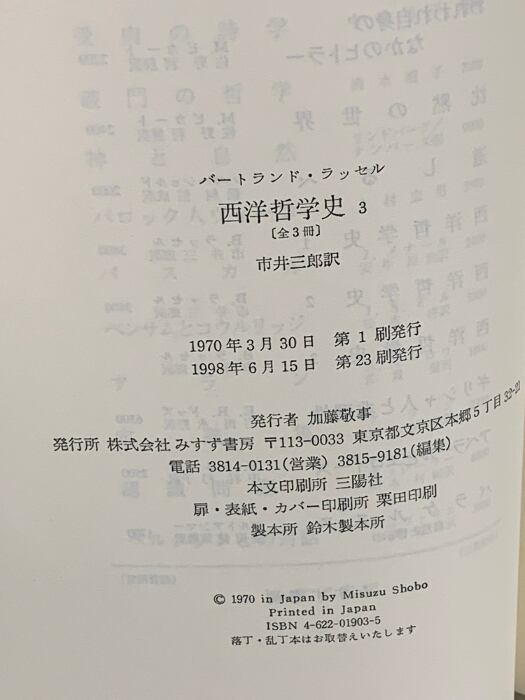 バートランド・ラッセル
西洋哲学史 3
〔全3冊〕
市井三郎訳
1970年3月30日 第1刷発行
1998年6月15日 第23刷発行
発行者 加藤敬事
発行所 株式会社 みすず書房 〒113-0033 東京都文京区本郷5丁目32-21
電話 3814-0131(営業) 3815-9181(編集)
本文印刷所 三陽社
扉・表紙・カバー印刷所 栗田印刷
製本所 鈴木製本所
© 1970 in Japan by Misuzu Shobo
Printed in Japan
ISBN 4-622-01903-5
落丁・乱丁本はお取替えいたします